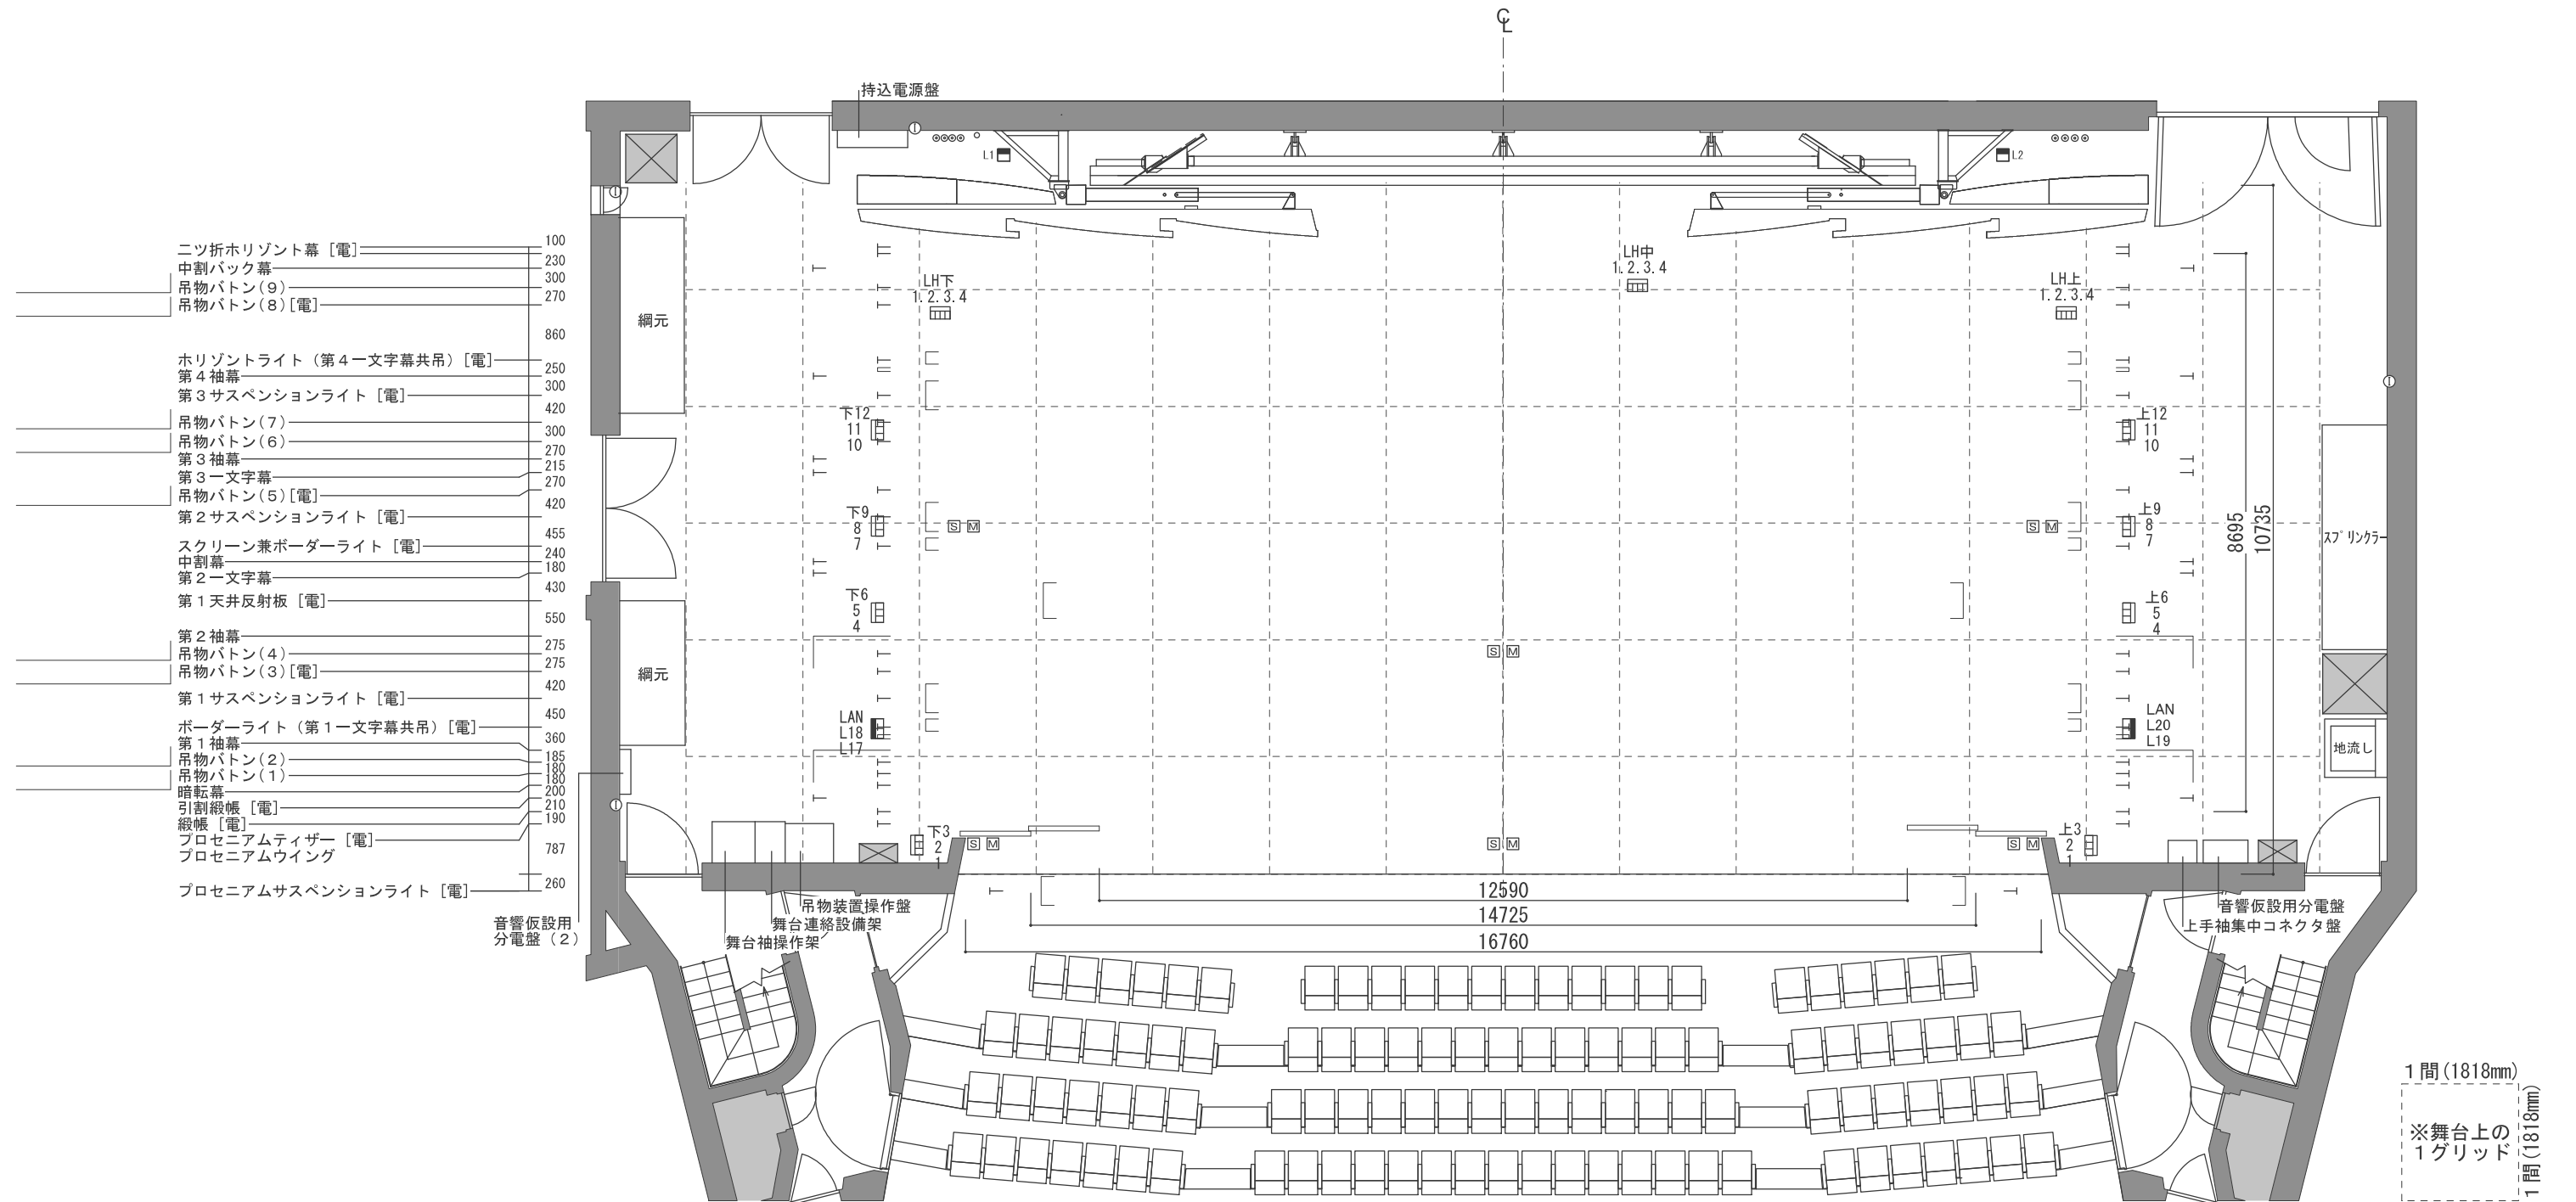 ℄
持込電源盤
L1
L2
二ツ折ホリゾント幕［電］
中割バック幕
吊物バトン(9)
吊物バトン(8)［電］
ホリゾントライト（第４一文字幕共吊）［電］
第４袖幕
第３サスペンションライト［電］
吊物バトン(7)
吊物バトン(6)
第３袖幕
第３一文字幕
吊物バトン(5)［電］
第２サスペンションライト［電］
スクリーン兼ボーダーライト［電］
中割幕
第２一文字幕
第１天井反射板［電］
第２袖幕
吊物バトン(4)
吊物バトン(3)［電］
第１サスペンションライト［電］
ボーダーライト（第１一文字幕共吊）［電］
第１袖幕
吊物バトン(2)
吊物バトン(1)
暗転幕
引割緞帳［電］
緞帳［電］
プロセニアムティザー［電］
プロセニアムウイング
プロセニアムサスペンションライト［電］
100
230
300
270
860
250
300
420
300
270
215
270
420
455
240
180
430
550
275
275
420
450
360
185
180
180
200
210
190
787
260
綱元
綱元
LH下
1.2.3.4
LH中
1.2.3.4
LH上
1.2.3.4
下12
11
10
上12
11
10
下9
8
7
S M
S M
上9
8
7
下6
5
4
上6
5
4
S M
LAN
L18
L17
LAN
L20
L19
下3
2
1
S M
S M
S M
上3
2
1
8695
10735
スプリンクラー
地流し
12590
14725
16760
音響仮設用
分電盤（２）
吊物装置操作盤
舞台連絡設備架
舞台袖操作架
音響仮設用分電盤
上手袖集中コネクタ盤
１間(1818mm)
１間(1818mm)
※舞台上の
１グリッド